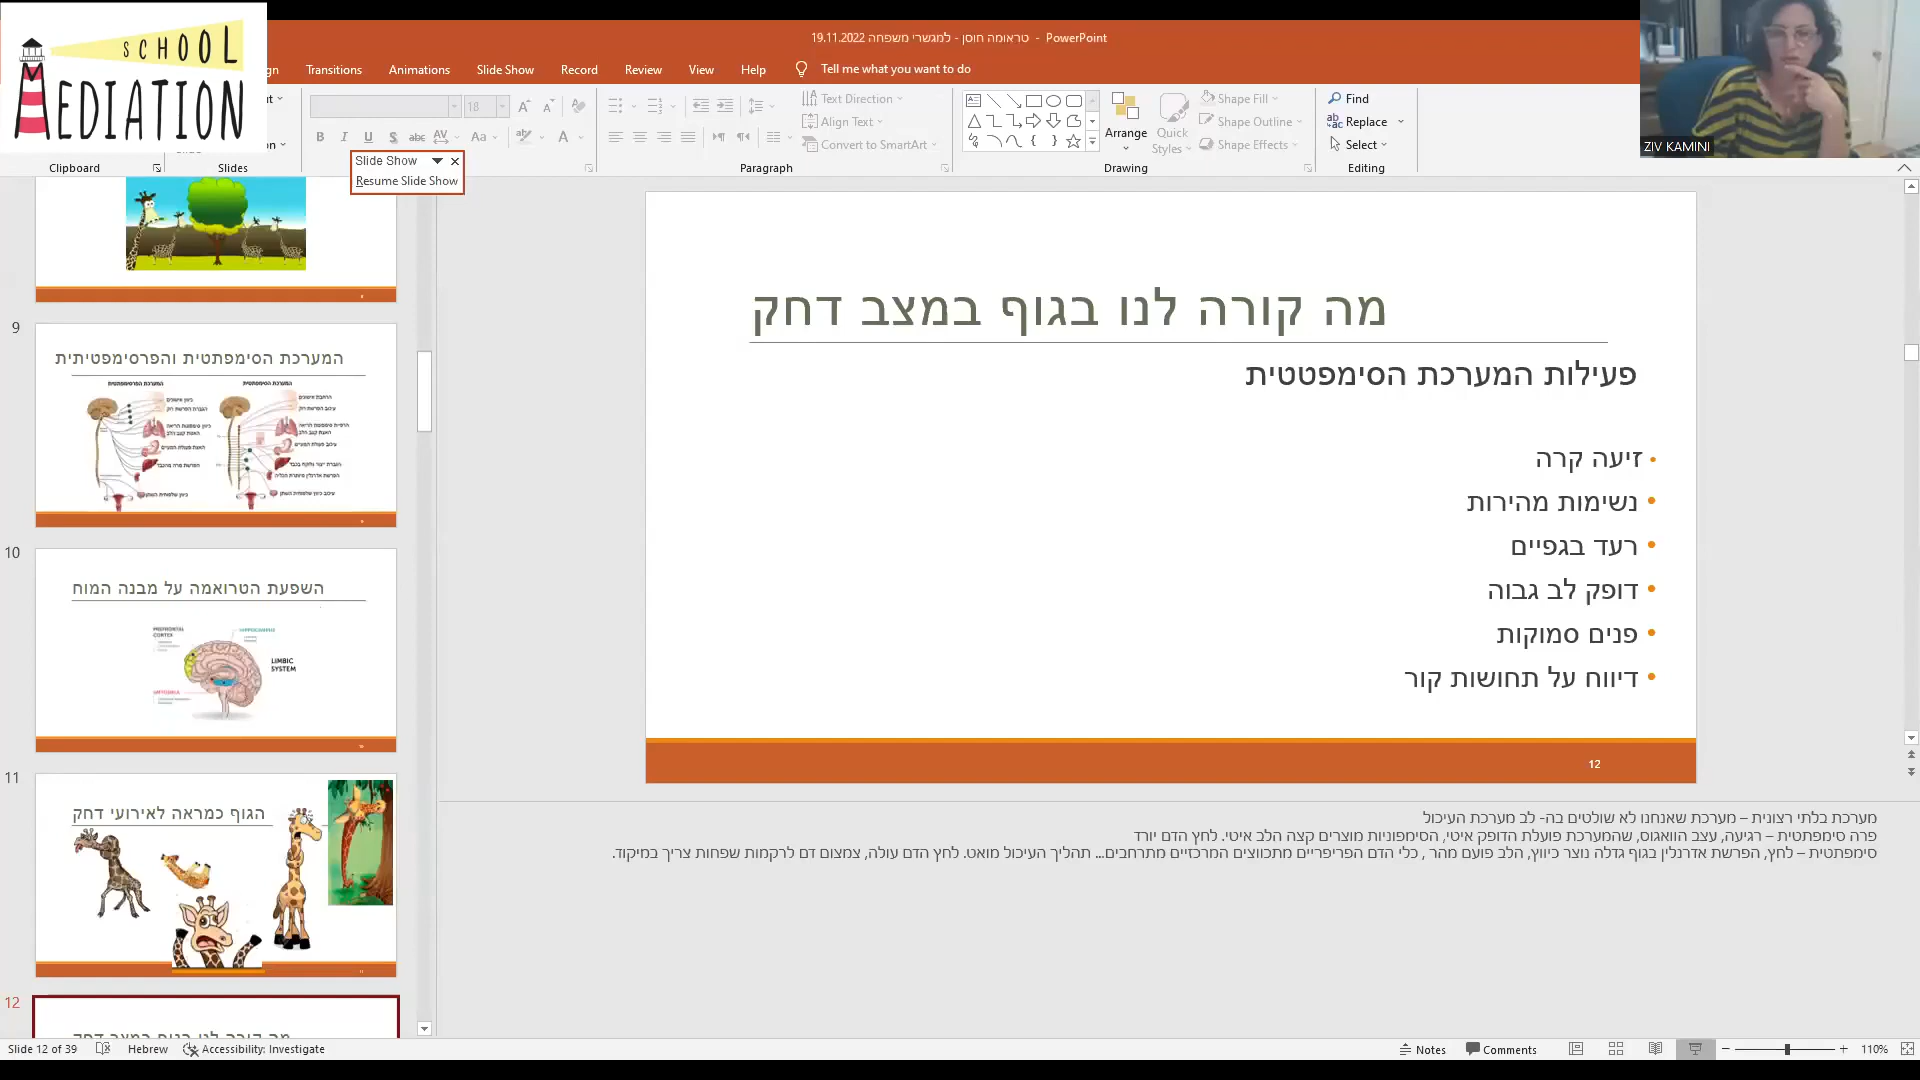 SCHOOL
MEDIATION
טראומה חוסן - למגשרי משפחה 19.11.2022 - PowerPoint
Transitions Animations Slide Show Record Review View Help Tell me what you want to do
18
Text Direction
Align Text
Convert to SmartArt
Arrange
Quick Styles
Shape Fill
Shape Outline
Shape Effects
Find
Replace
Select
Clipboard Slides Paragraph Drawing Editing
Slide Show
Resume Slide Show
ZIV KAMINI
9
המערכת הסימפתטית והפרסימפטיתית
10
השפעת הטרואמה על מבנה המוח
PREFRONTAL CORTEX
HIPPOCAMPUS
LIMBIC SYSTEM
AMYGDALA
11
הגוף כמראה לאירועי דחק
12
מה קורה לנו בגוף במצב דחק
פעילות המערכת הסימפטטית
• זיעה קרה
• נשימות מהירות
• רעד בגפיים
• דופק לב גבוה
• פנים סמוקות
• דיווח על תחושות קור
12
מערכת בלתי רצונית – מערכת שאנחנו לא שולטים בה- לב מערכת העיכול
פרה סימפתטית – רגיעה, עצב הוואגוס, שהמערכת פועלת הדופק איטי, הסימפוניות מוצרים קצה הלב איטי. לחץ הדם יורד
סימפתטית – לחץ, הפרשת אדרנלין בגוף גדלה נוצר כיווץ, הלב פועם מהר , כלי הדם הפריפריים מתכווצים המרכזיים מתרחבים... תהליך העיכול מואט. לחץ הדם עולה, צמצום דם לרקמות שפחות צריך במיקוד.
Slide 12 of 39 Hebrew Accessibility: Investigate Notes Comments 110%